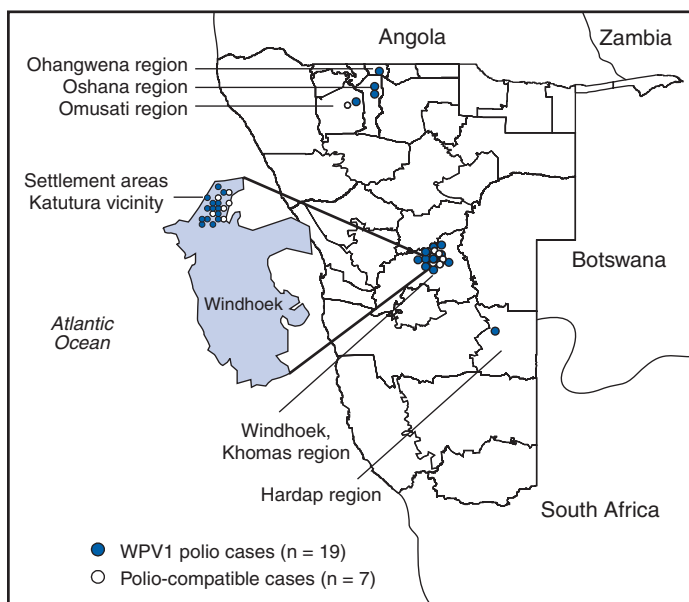 Angola
Zambia
Ohangwena region
Oshana region
Omusati region
Settlement areas
Katutura vicinity
Windhoek
Botswana
Atlantic
Ocean
Windhoek,
Khomas region
Hardap region
South Africa
WPV1 polio cases (n = 19)
Polio-compatible cases (n = 7)